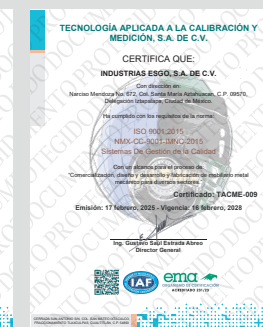 TECNOLOGÍA APLICADA A LA CALIBRACIÓN Y
MEDICIÓN, S.A. DE C.V.
CERTIFICA QUE:
INDUSTRIAS ESGO, S.A. DE C.V.
Con dirección en:
Narciso Mendoza No. 672, Col. Santa María Aztahuacan, C.P. 09570,
Delegación Iztapalapa, Ciudad de México.
Ha cumplido con los requisitos de la norma:
ISO 9001:2015
NMX-CC-9001-IMNC-2015
Sistemas De Gestión de la Calidad
Con un alcance para el proceso de:
"Comercialización, diseño y desarrollo y fabricación de mobiliario metal
mecánico para diversos sectores
Certificado: TACME-009
Emisión: 17 febrero, 2025 - Vigencia: 16 febrero, 2028
Ing. Gustavo Saúl Estrada Abreo
Director General
IAF
ema
ORGANISMO DE CERTIFICACIÓN